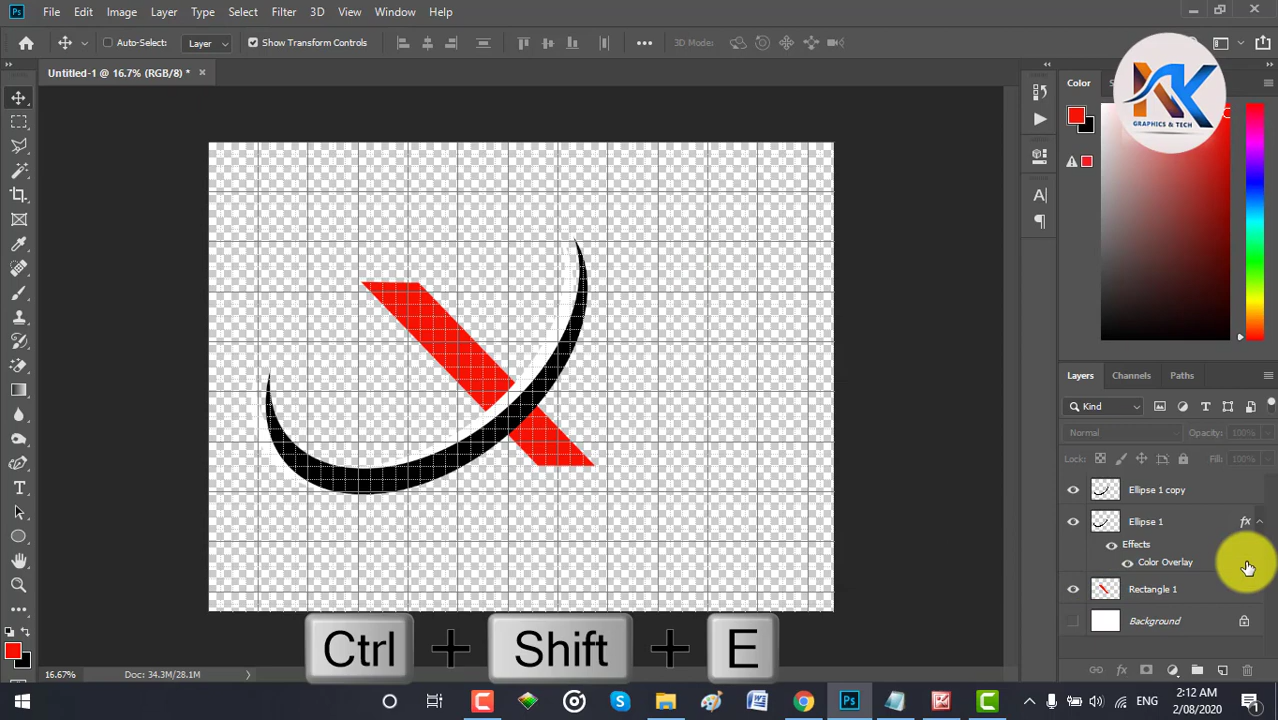 Ps File Edit Image Layer Type Select Filter 3D View Window Help
Auto-Select: Layer Show Transform Controls 3D Mode:
Untitled-1 @ 16.7% (RGB/8) * ×
Color
NK
GRAPHICS & TECH
Layers Channels Paths
Kind
Normal Opacity: 100%
Lock: Fill: 100%
Ellipse 1 copy
Ellipse 1 fx
Effects
Color Overlay
Rectangle 1
Background
Ctrl + Shift + E
16.67% Doc: 34.3M/28.1M
ENG 2:12 AM
2/08/2020